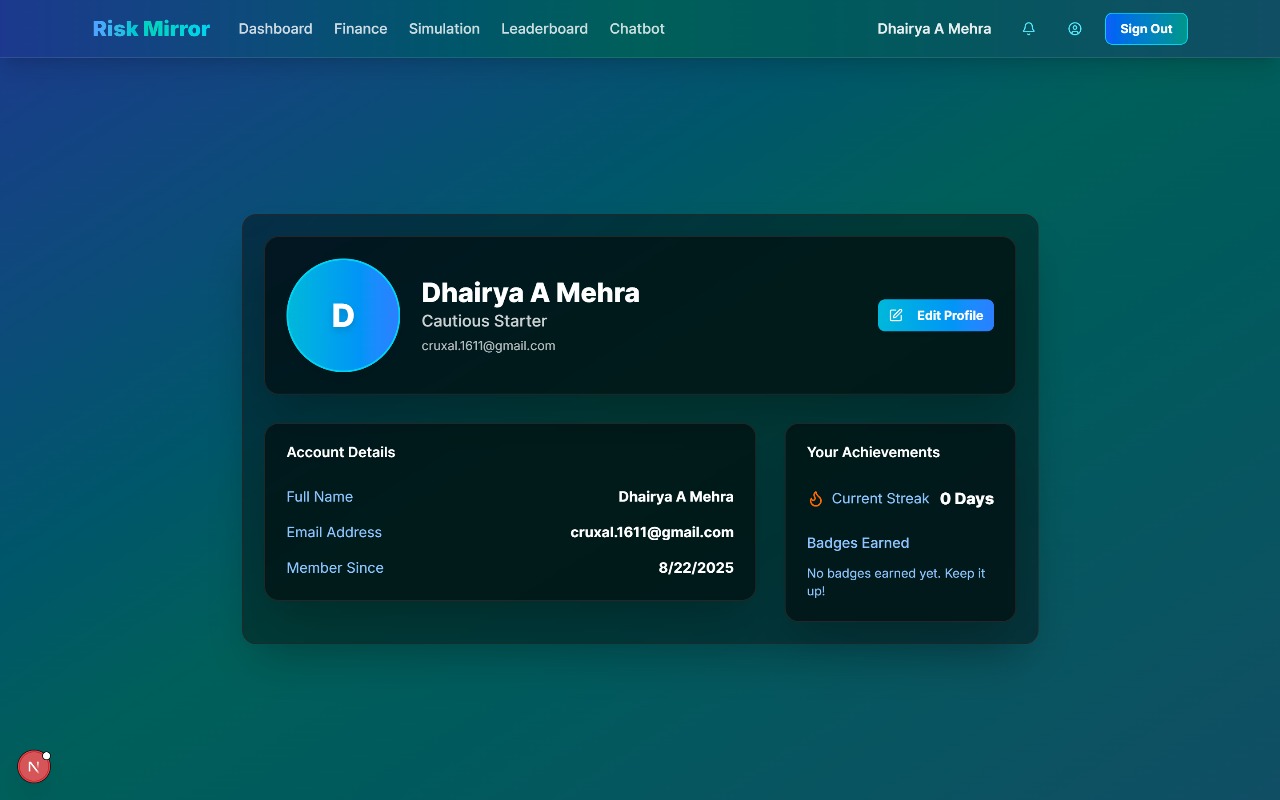 Risk Mirror
Dashboard
Finance
Simulation
Leaderboard
Chatbot
Dhairya A Mehra
Sign Out
D
Dhairya A Mehra
Cautious Starter
cruxal.1611@gmail.com
Edit Profile
Account Details
Full Name
Dhairya A Mehra
Email Address
cruxal.1611@gmail.com
Member Since
8/22/2025
Your Achievements
Current Streak
0 Days
Badges Earned
No badges earned yet. Keep it
up!
N